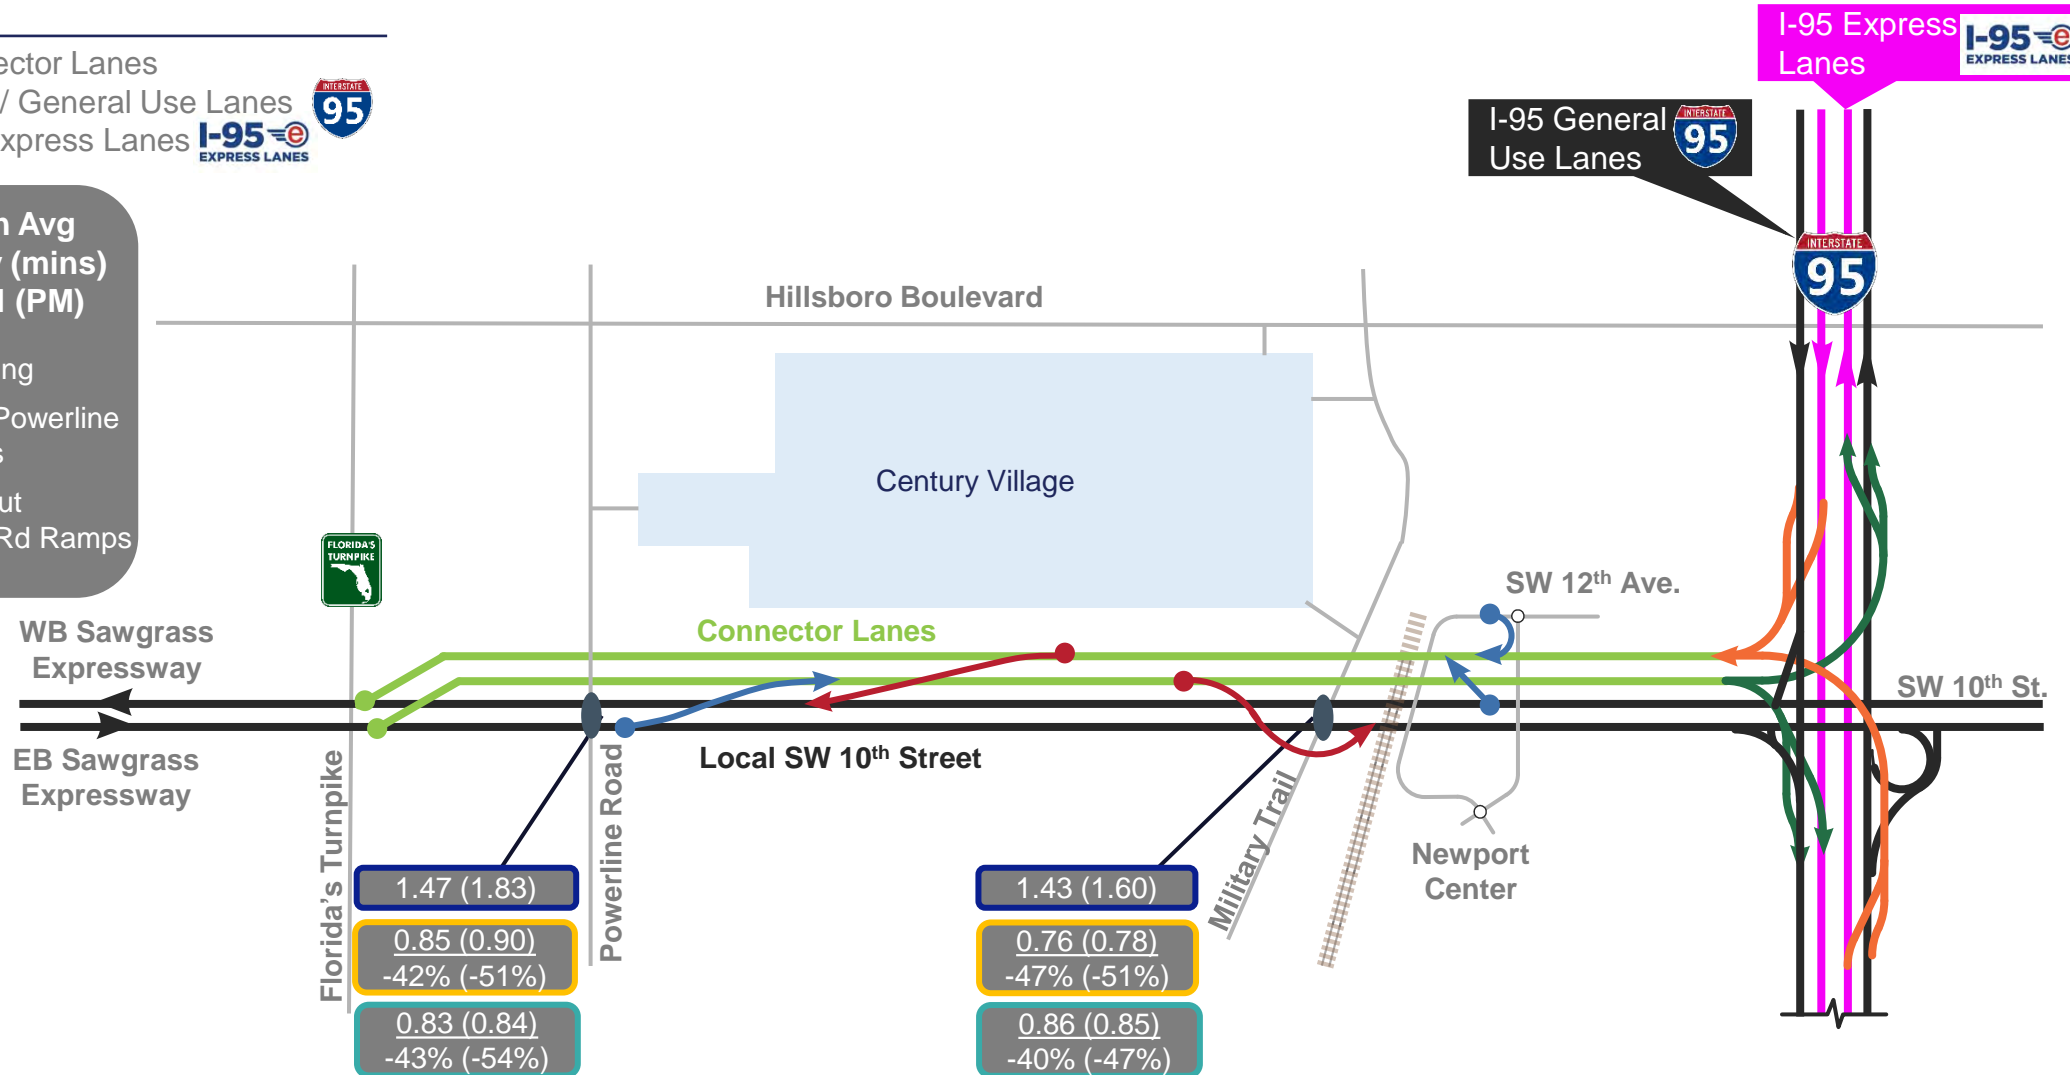 ector Lanes
/ General Use Lanes
INTERSTATE
95
xpress Lanes
I-95 e
EXPRESS LANES
I-95 Express
Lanes
I-95 e
EXPRESS LANES
I-95 General
Use Lanes
INTERSTATE
95
INTERSTATE
95
n Avg
(mins)
(PM)
ng
Powerline
s
ut
Rd Ramps
Hillsboro Boulevard
Century Village
FLORIDA'S
TURNPIKE
SW 12th Ave.
WB Sawgrass
Expressway
Connector Lanes
SW 10th St.
EB Sawgrass
Expressway
Local SW 10th Street
Florida's Turnpike
Powerline Road
Military Trail
Newport
Center
1.47 (1.83)
0.85 (0.90)
-42% (-51%)
0.83 (0.84)
-43% (-54%)
1.43 (1.60)
0.76 (0.78)
-47% (-51%)
0.86 (0.85)
-40% (-47%)